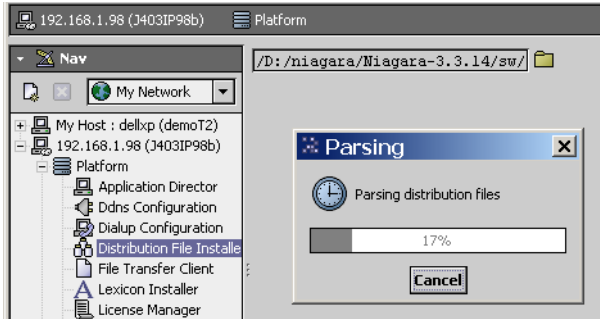 192.168.1.98 (J403IP98b) Platform
Nav
/D:/niagara/Niagara-3.3.14/sw/
My Network
My Host : dellxp (demoT2)
192.168.1.98 (J403IP98b)
Platform
Application Director
Ddns Configuration
Dialup Configuration
Distribution File Installe
File Transfer Client
Lexicon Installer
License Manager
Parsing
Parsing distribution files
17%
Cancel